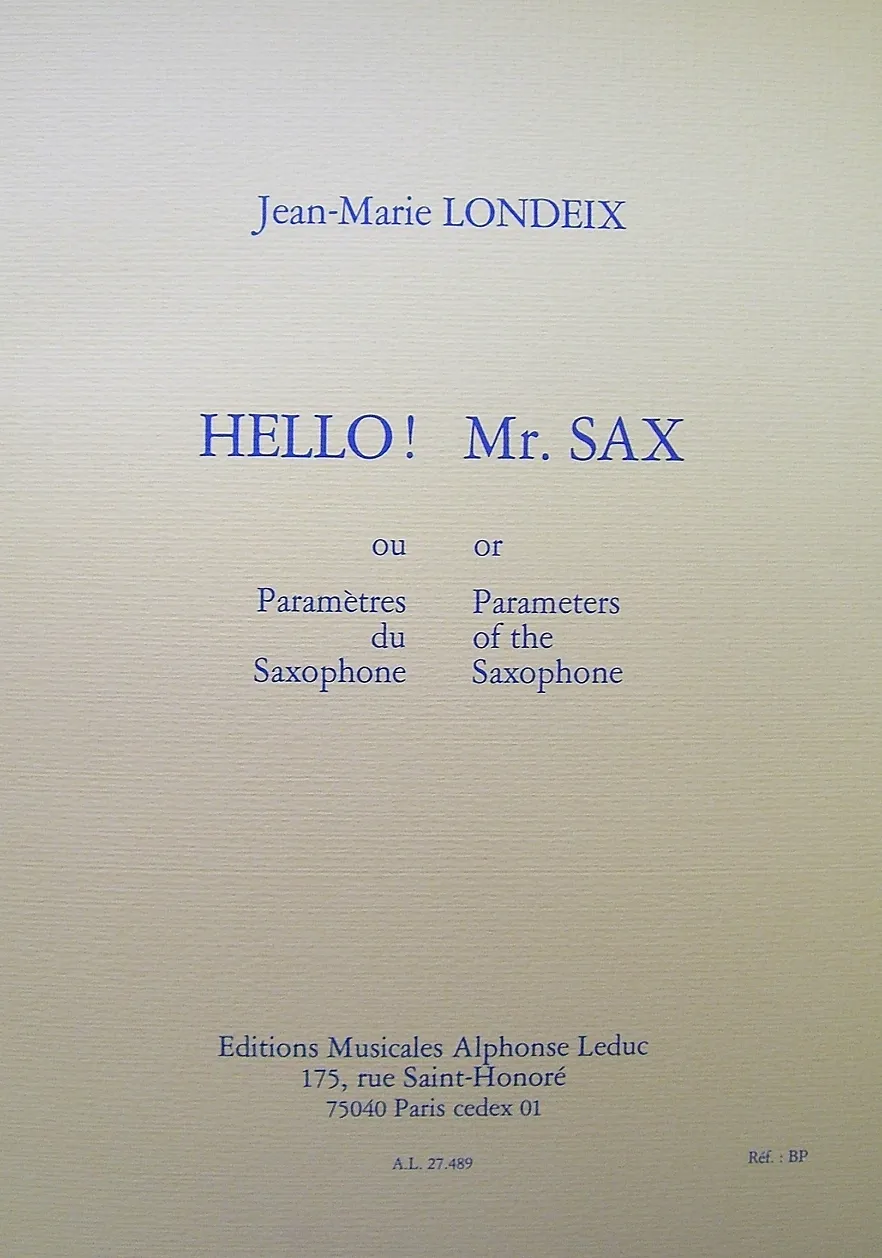 Jean-Marie LONDEIX
HELLO! Mr. SAX
ou or
Paramètres Parameters
du of the
Saxophone Saxophone
Editions Musicales Alphonse Leduc
175, rue Saint-Honoré
75040 Paris cedex 01
A.L. 27.489
Réf. : BP